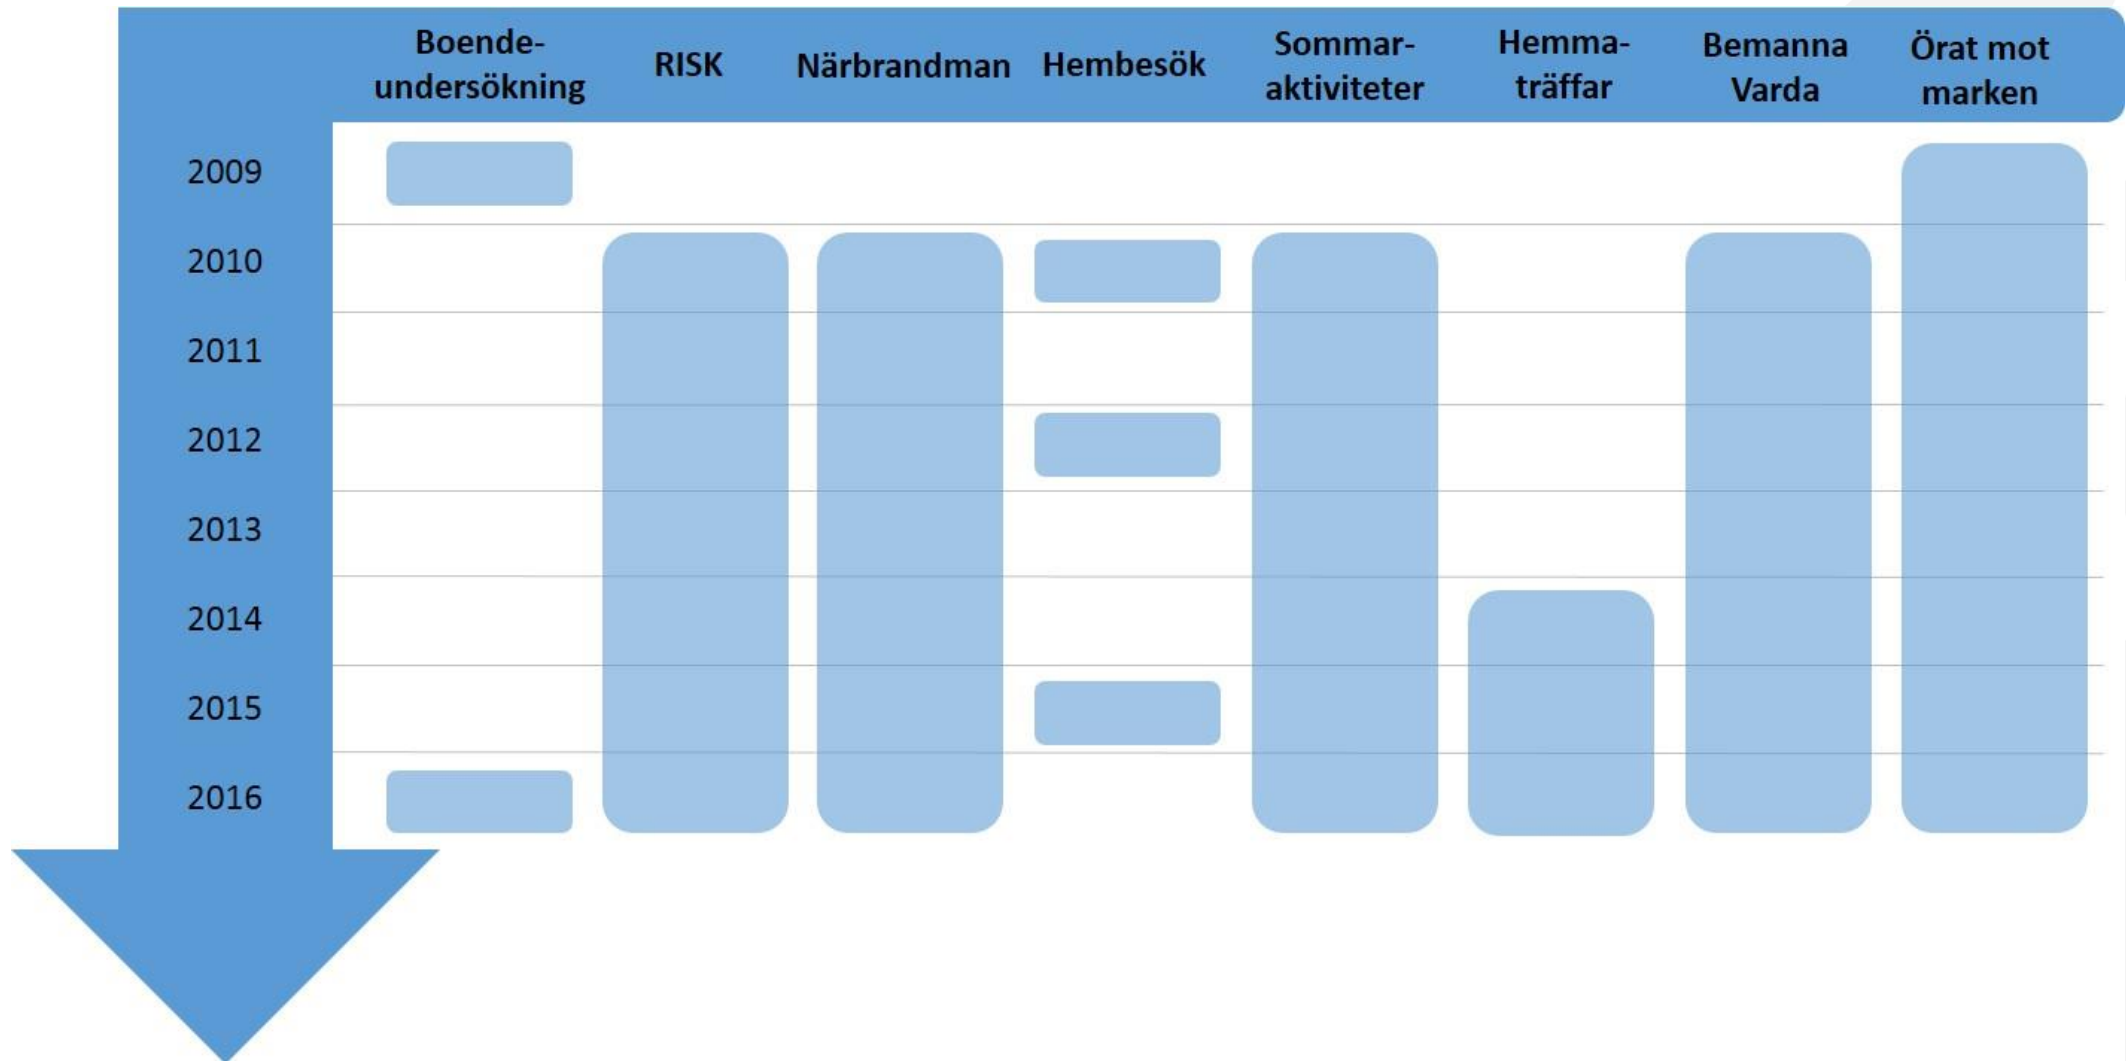 Boende-
undersökning
RISK
Närbrandman
Hembesök
Sommar-
aktiviteter
Hemma-
träffar
Bemanna
Varda
Örat mot
marken
2009
2010
2011
2012
2013
2014
2015
2016